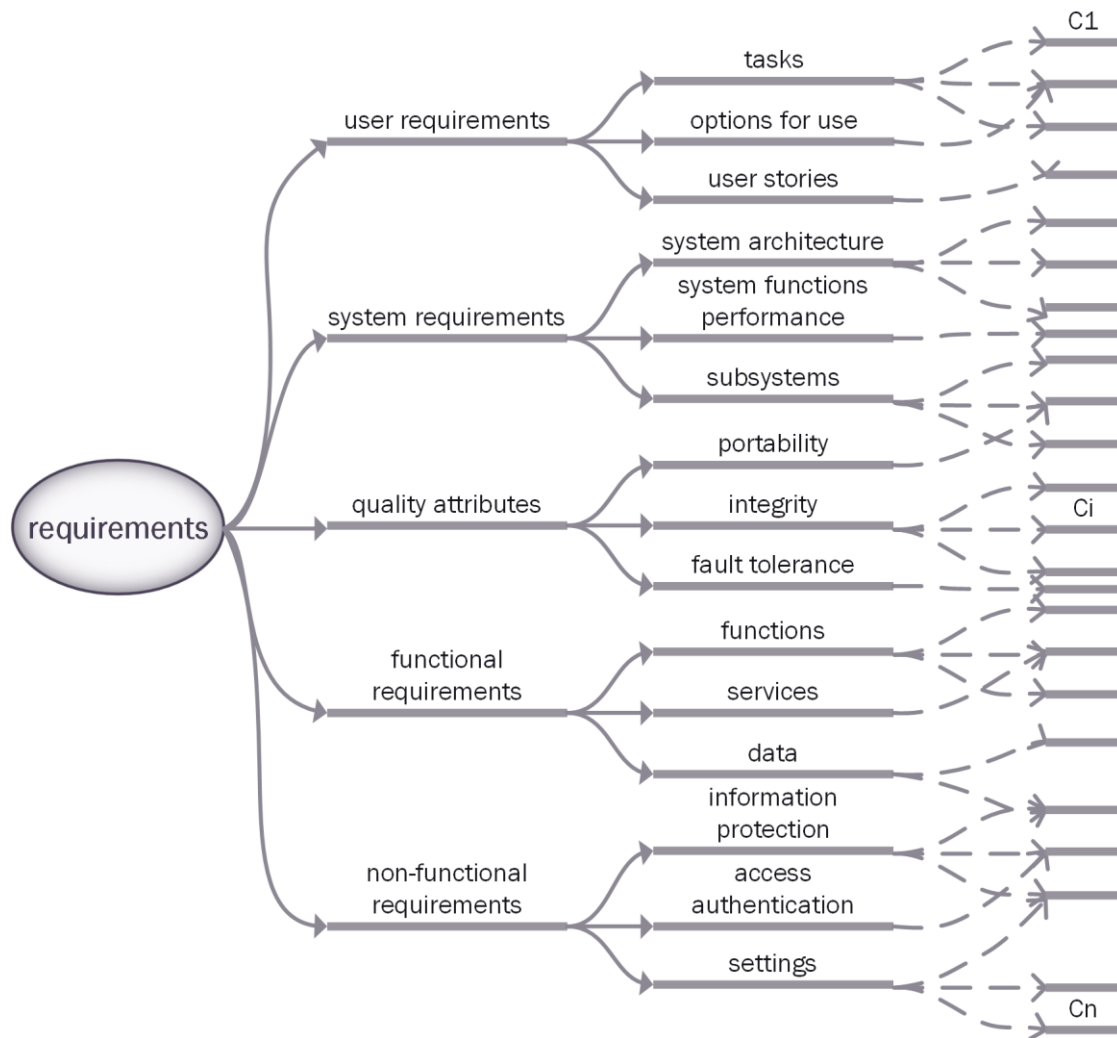 C1
tasks
user requirements
options for use
user stories
system architecture
system functions
performance
system requirements
subsystems
portability
quality attributes
integrity
Ci
requirements
fault tolerance
functions
functional
requirements
services
data
information
protection
non-functional
requirements
access
authentication
settings
Cn